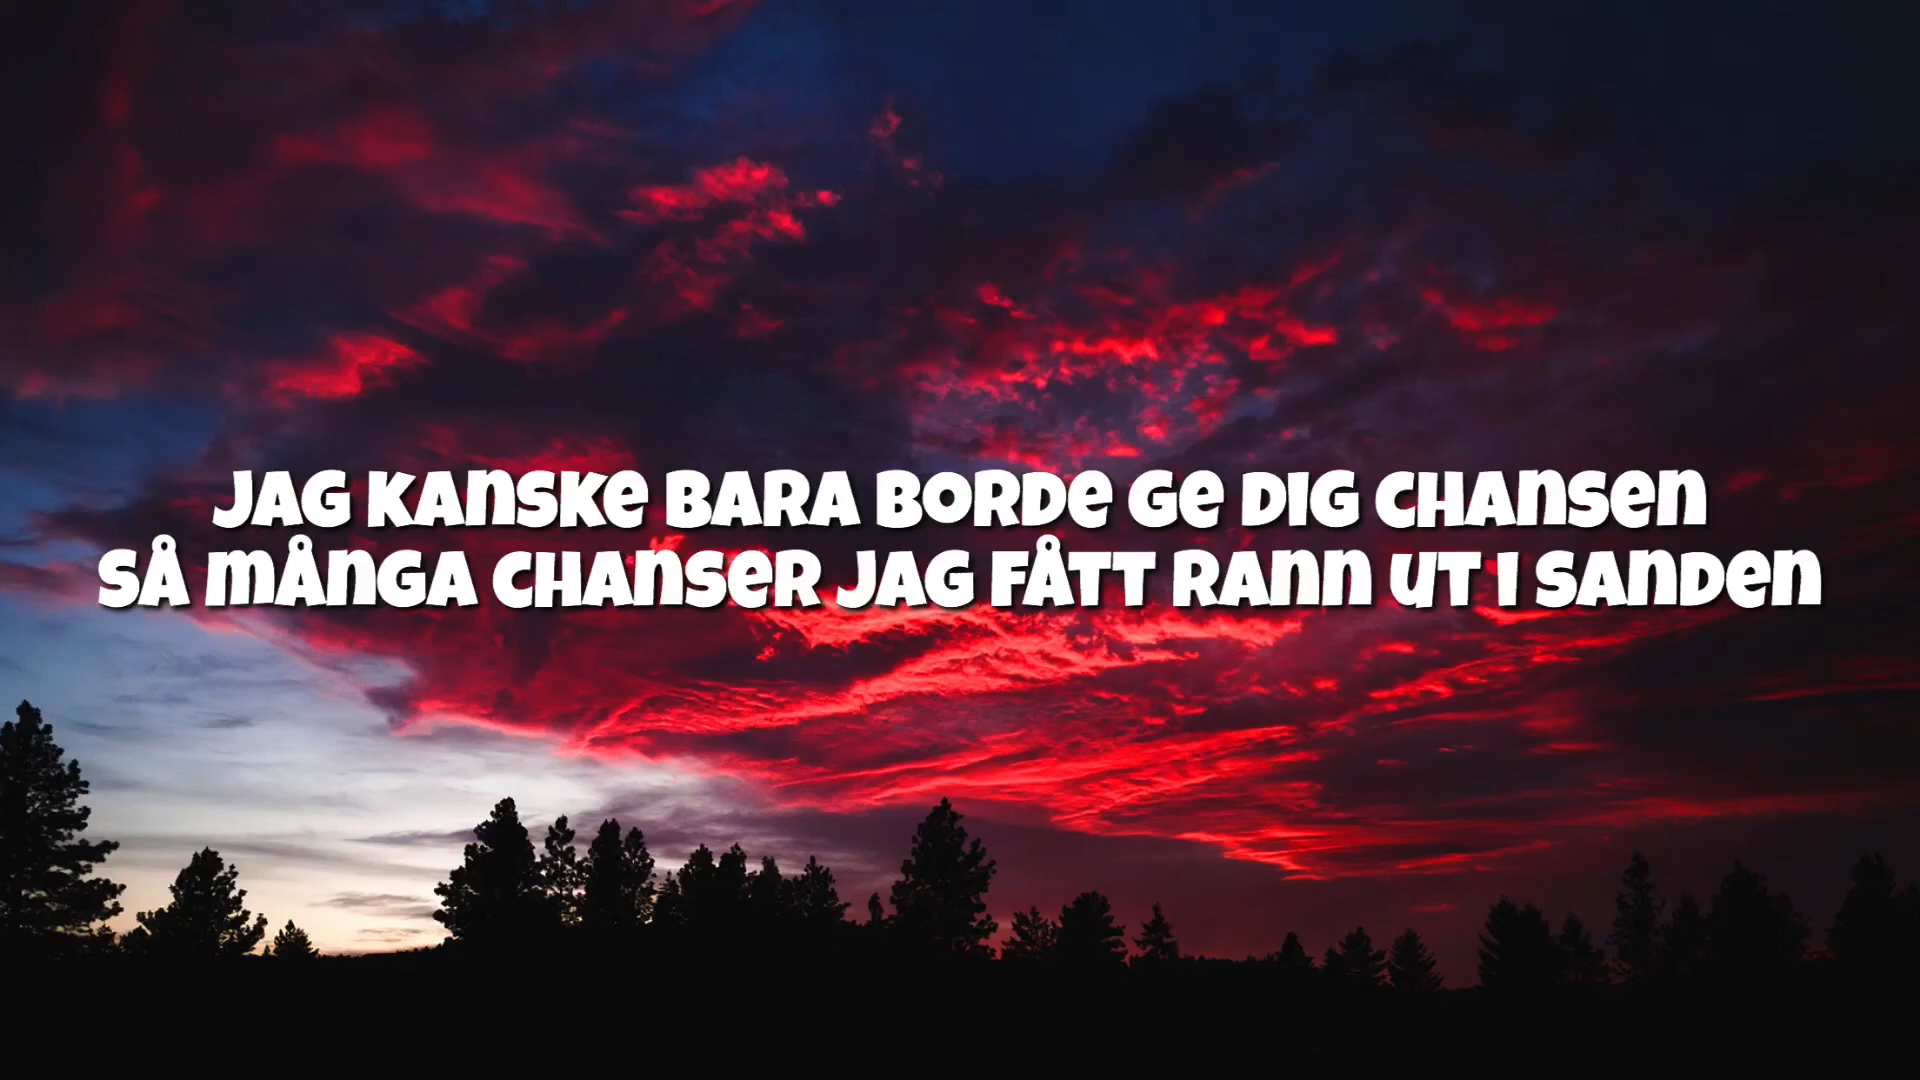 Jag kanske bara borde ge dig chansen
Så många chanser jag fått rann ut i sanden